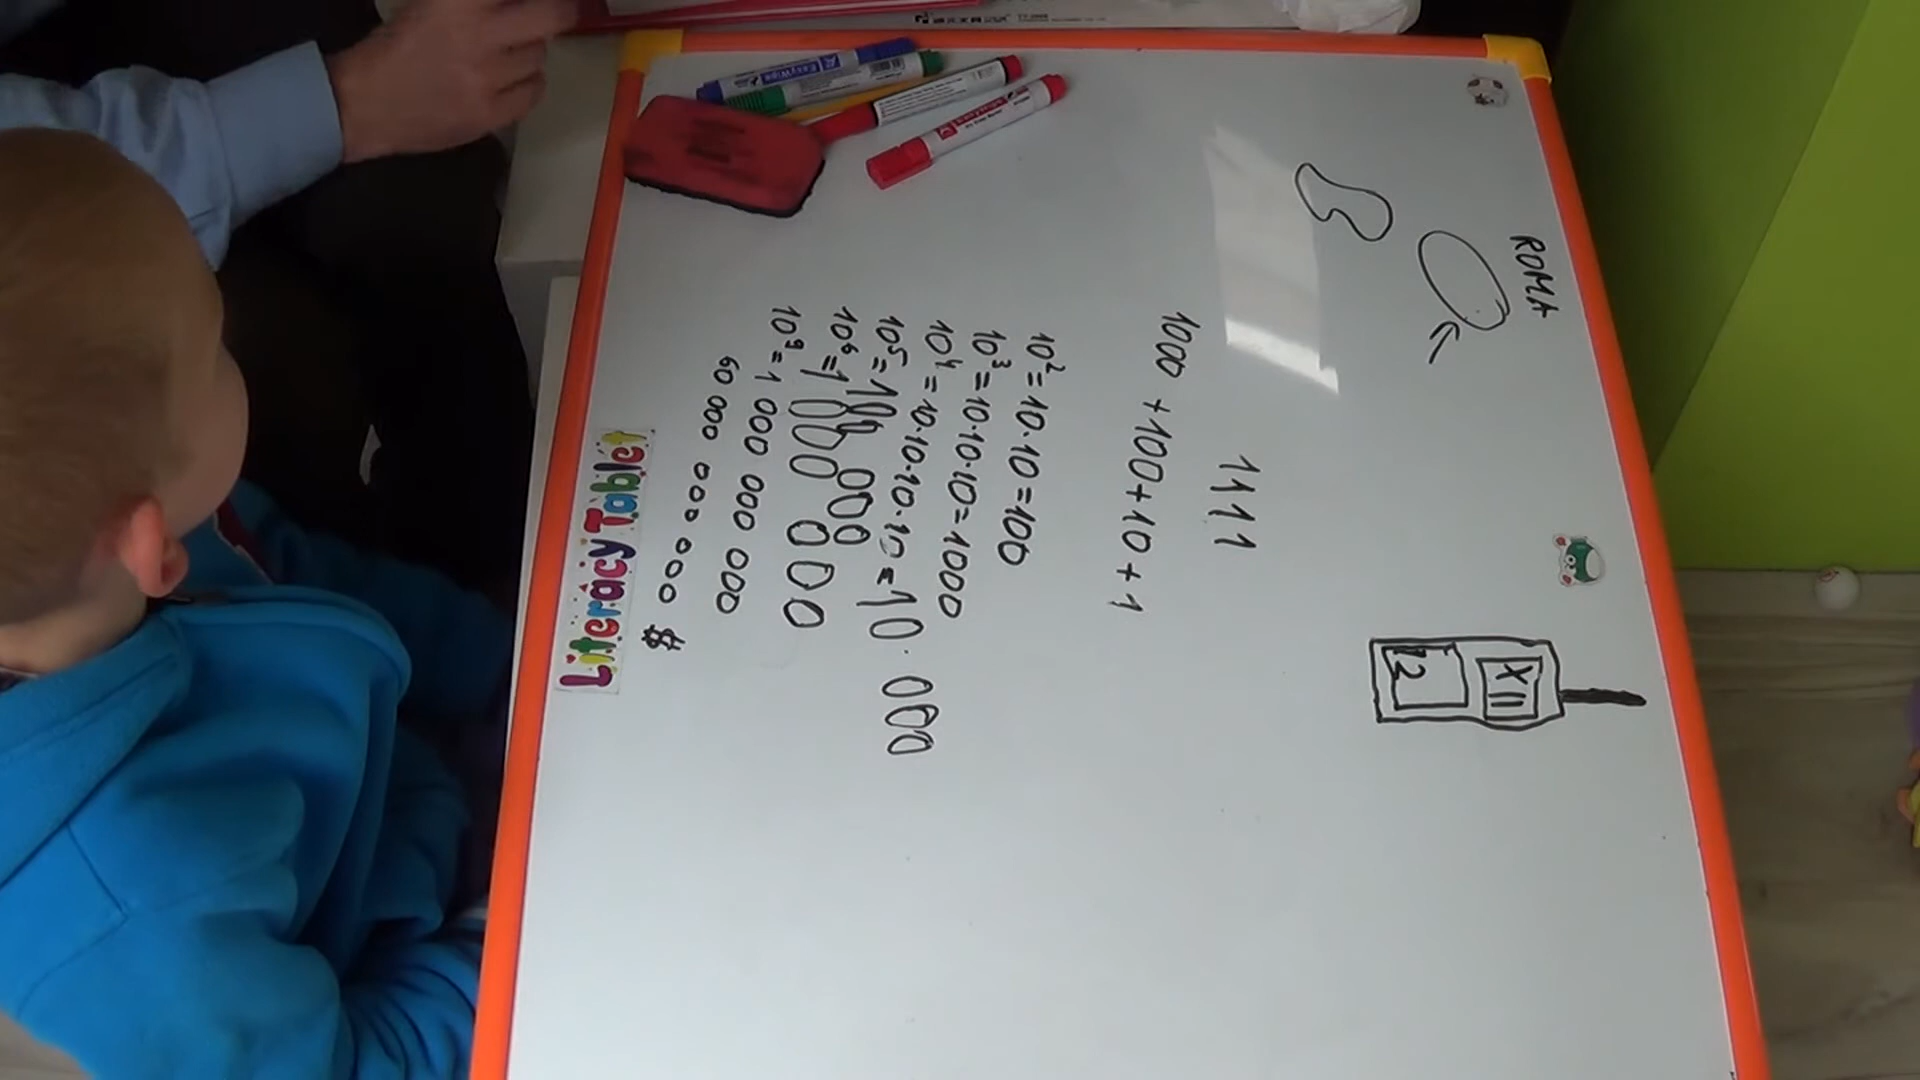 ROMA
XII
12
1111
1000 + 100 + 10 + 1
10² = 10·10 = 100
10³ = 10·10·10 = 1000
10⁴ = 10·10·10·10 = 10·000
10⁵ = 100 000
10⁶ = 1 000 000
10⁹ = 1 000 000 000
60 000 000 000 $
Literacy Table
EasyWipe